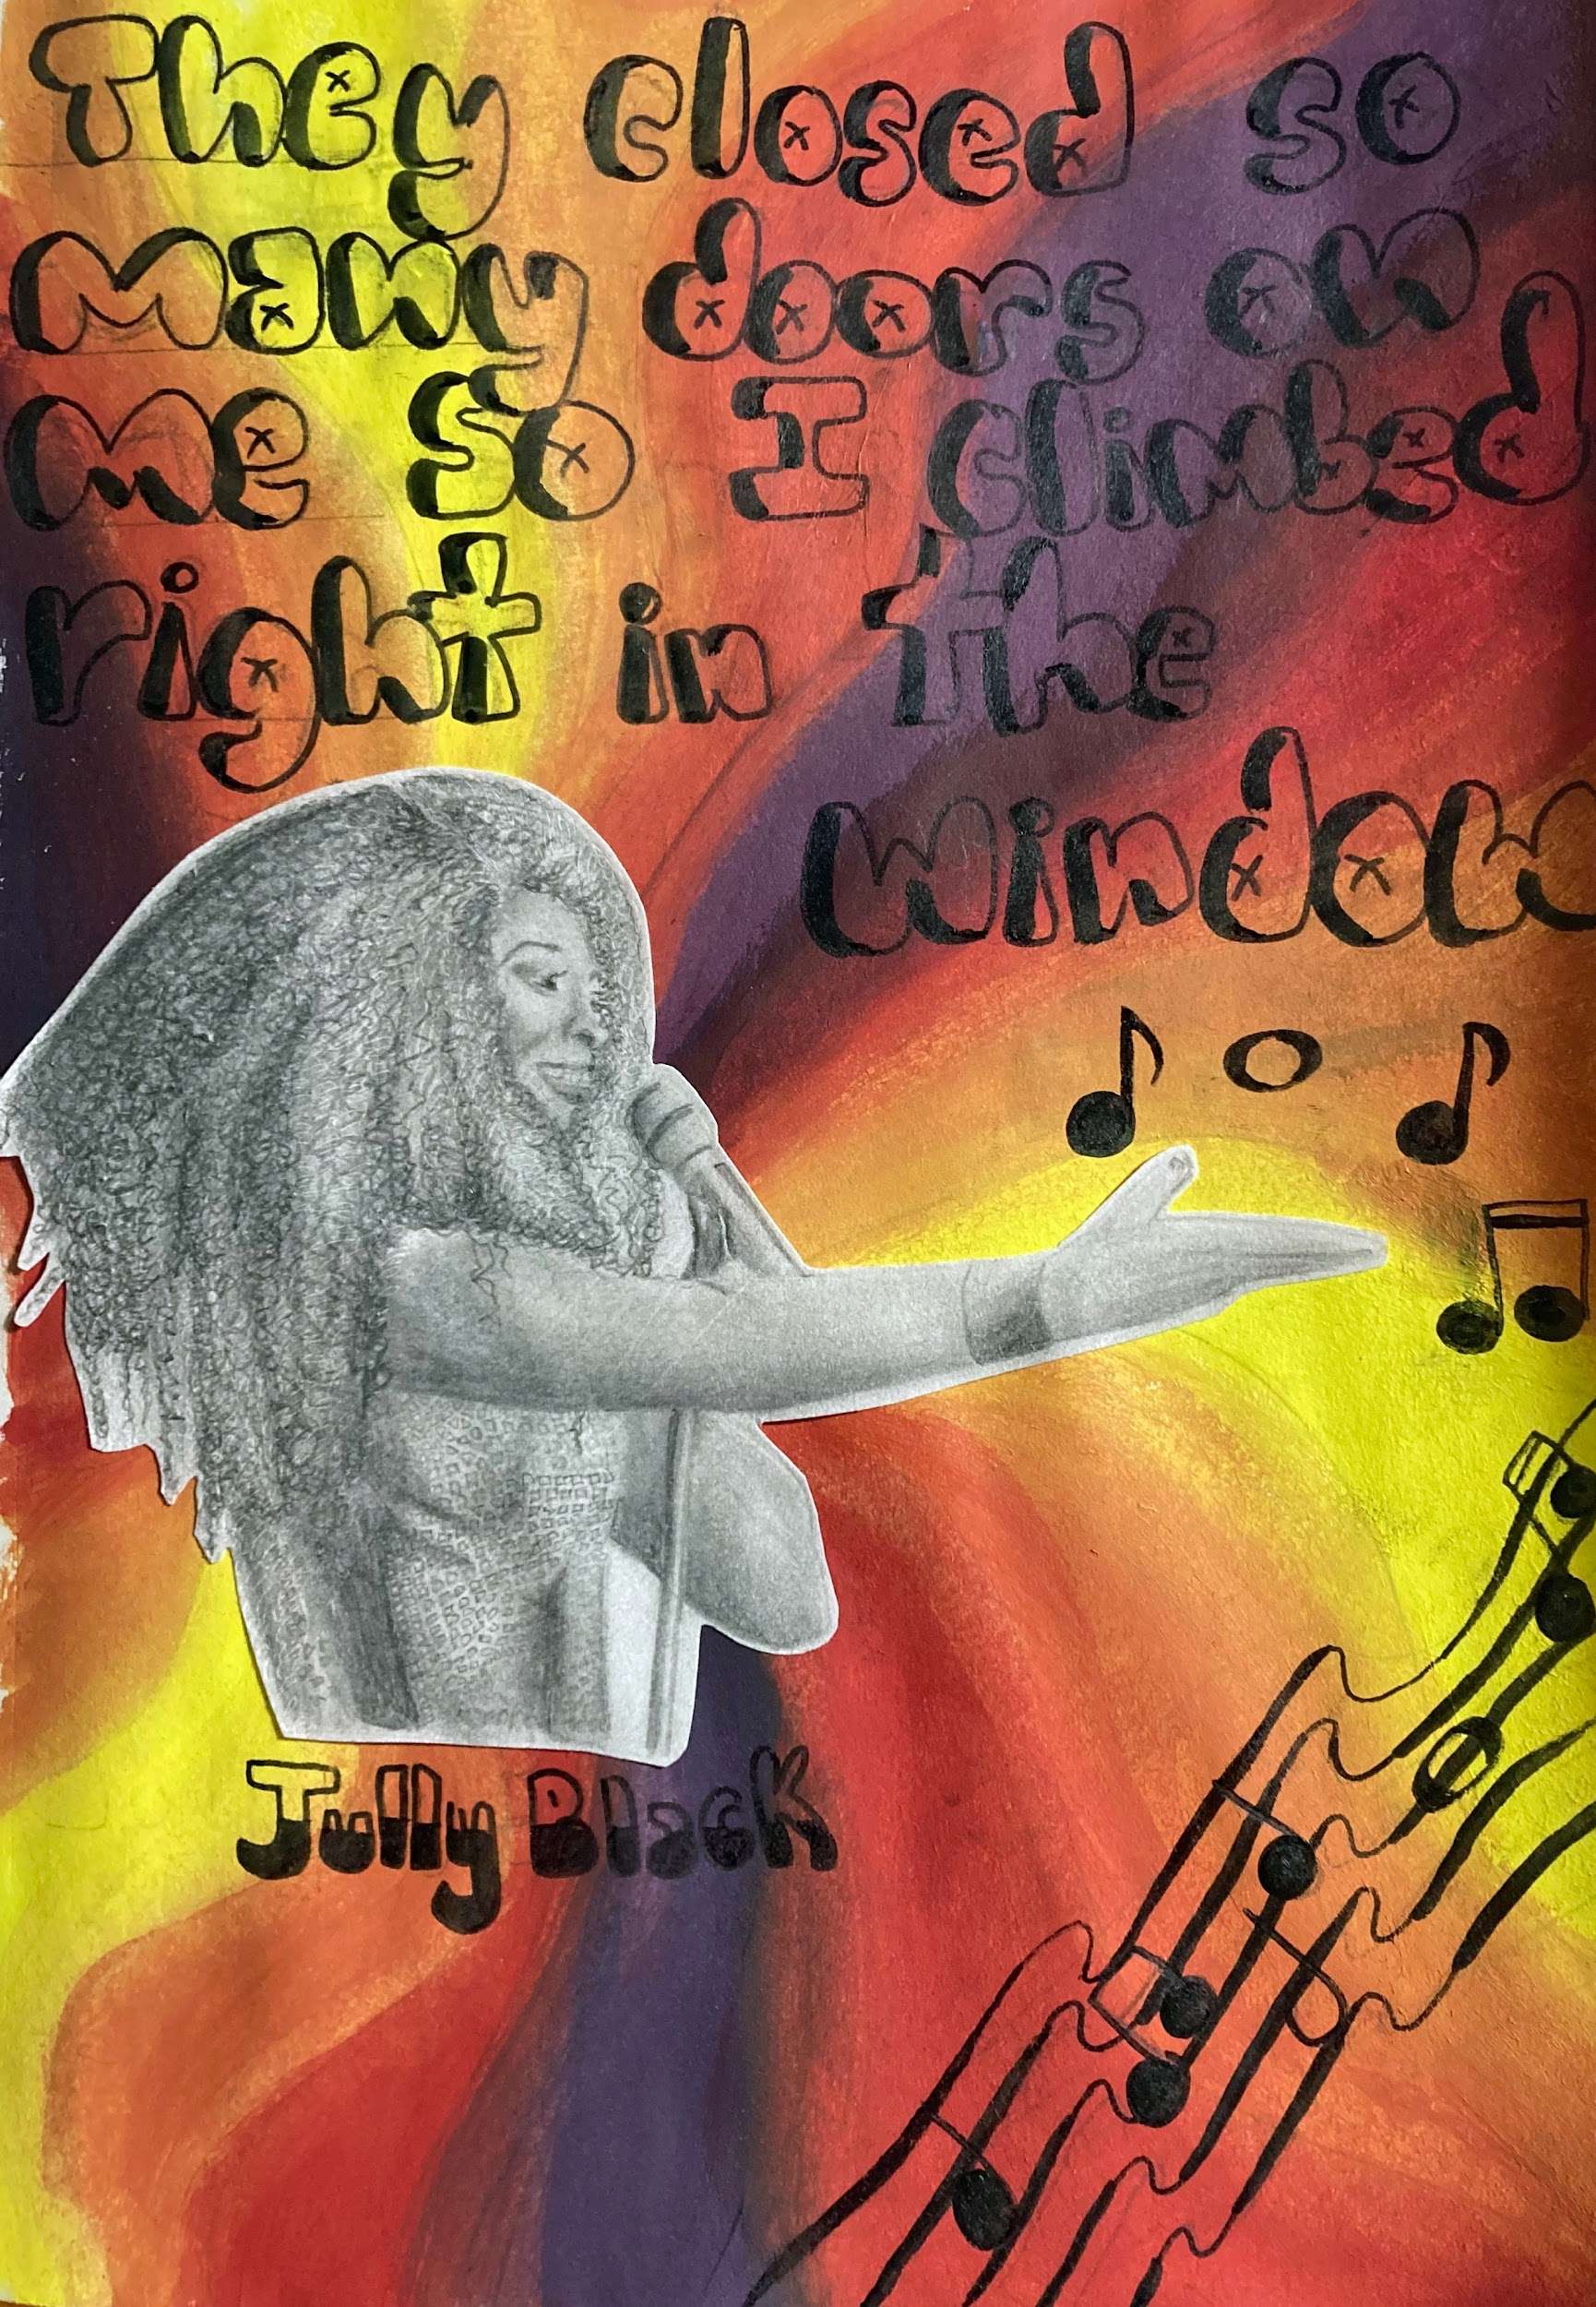 They closed so
many doors on
me so I climbed
right in the
window
Jully Black